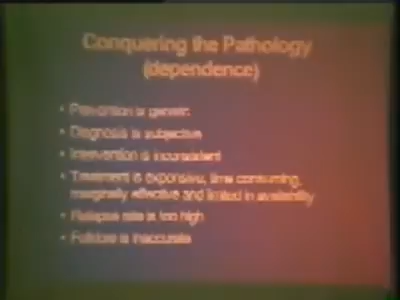 Conquering the Pathology
(dependence)
• Prevention is generic
• Diagnosis is subjective
• Intervention is inconsistent
• Treatment is expensive, time consuming,
marginally effective and limited in availability
• Relapse rate is too high
• is inaccurate